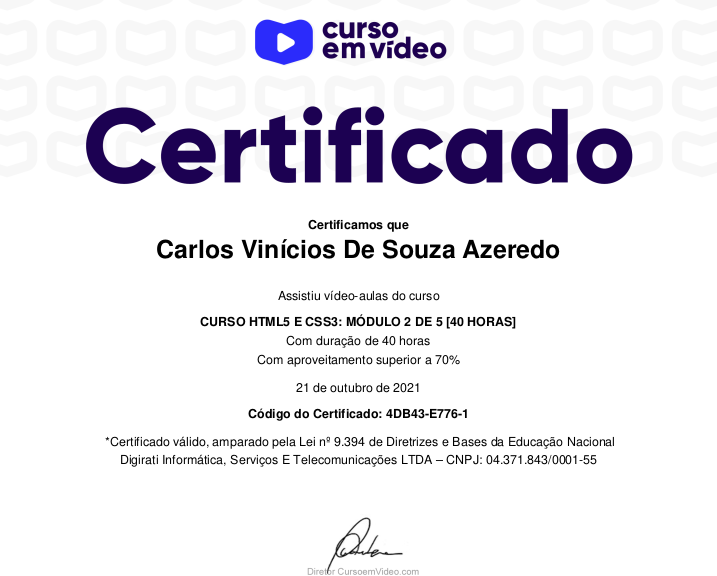 curso
em vídeo
Certificado
Certificamos que
Carlos Vinícios De Souza Azeredo
Assistiu vídeo-aulas do curso
CURSO HTML5 E CSS3: MÓDULO 2 DE 5 [40 HORAS]
Com duração de 40 horas
Com aproveitamento superior a 70%
21 de outubro de 2021
Código do Certificado: 4DB43-E776-1
*Certificado válido, amparado pela Lei nº 9.394 de Diretrizes e Bases da Educação Nacional
Digirati Informática, Serviços E Telecomunicações LTDA – CNPJ: 04.371.843/0001-55
Diretor CursoemVideo.com